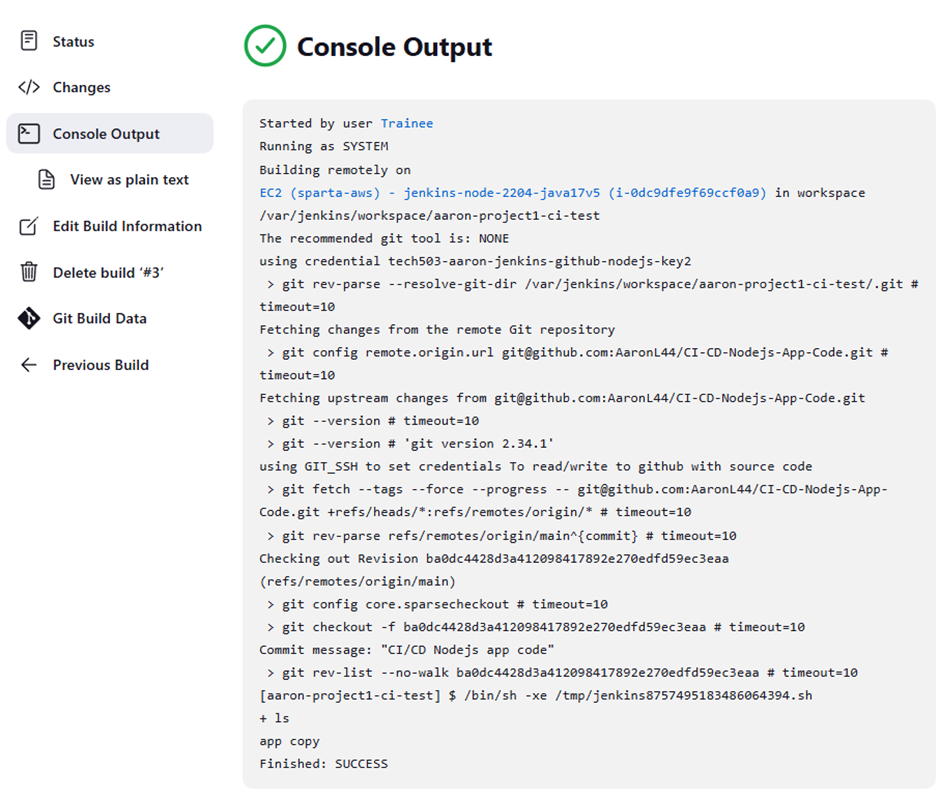 Status
Changes
Console Output
View as plain text
Edit Build Information
Delete build ‘#3’
Git Build Data
Previous Build
Console Output
Started by user Trainee
Running as SYSTEM
Building remotely on
EC2 (sparta-aws) - jenkins-node-2204-java17v5 (i-0dc9dfe9f69ccf0a9) in workspace
/var/jenkins/workspace/aaron-project1-ci-test
The recommended git tool is: NONE
using credential tech503-aaron-jenkins-github-nodejs-key2
> git rev-parse --resolve-git-dir /var/jenkins/workspace/aaron-project1-ci-test/.git #
timeout=10
Fetching changes from the remote Git repository
> git config remote.origin.url git@github.com:AaronL44/CI-CD-Nodejs-App-Code.git #
timeout=10
Fetching upstream changes from git@github.com:AaronL44/CI-CD-Nodejs-App-Code.git
> git --version # timeout=10
> git --version # 'git version 2.34.1'
using GIT_SSH to set credentials To read/write to github with source code
> git fetch --tags --force --progress -- git@github.com:AaronL44/CI-CD-Nodejs-App-
Code.git +refs/heads/*:refs/remotes/origin/* # timeout=10
> git rev-parse refs/remotes/origin/main^{commit} # timeout=10
Checking out Revision ba0dc4428d3a412098417892e270edfd59ec3eaa
(refs/remotes/origin/main)
> git config core.sparsecheckout # timeout=10
> git checkout -f ba0dc4428d3a412098417892e270edfd59ec3eaa # timeout=10
Commit message: "CI/CD Nodejs app code"
> git rev-list --no-walk ba0dc4428d3a412098417892e270edfd59ec3eaa # timeout=10
[aaron-project1-ci-test] $ /bin/sh -xe /tmp/jenkins8757495183486064394.sh
+ ls
app copy
Finished: SUCCESS